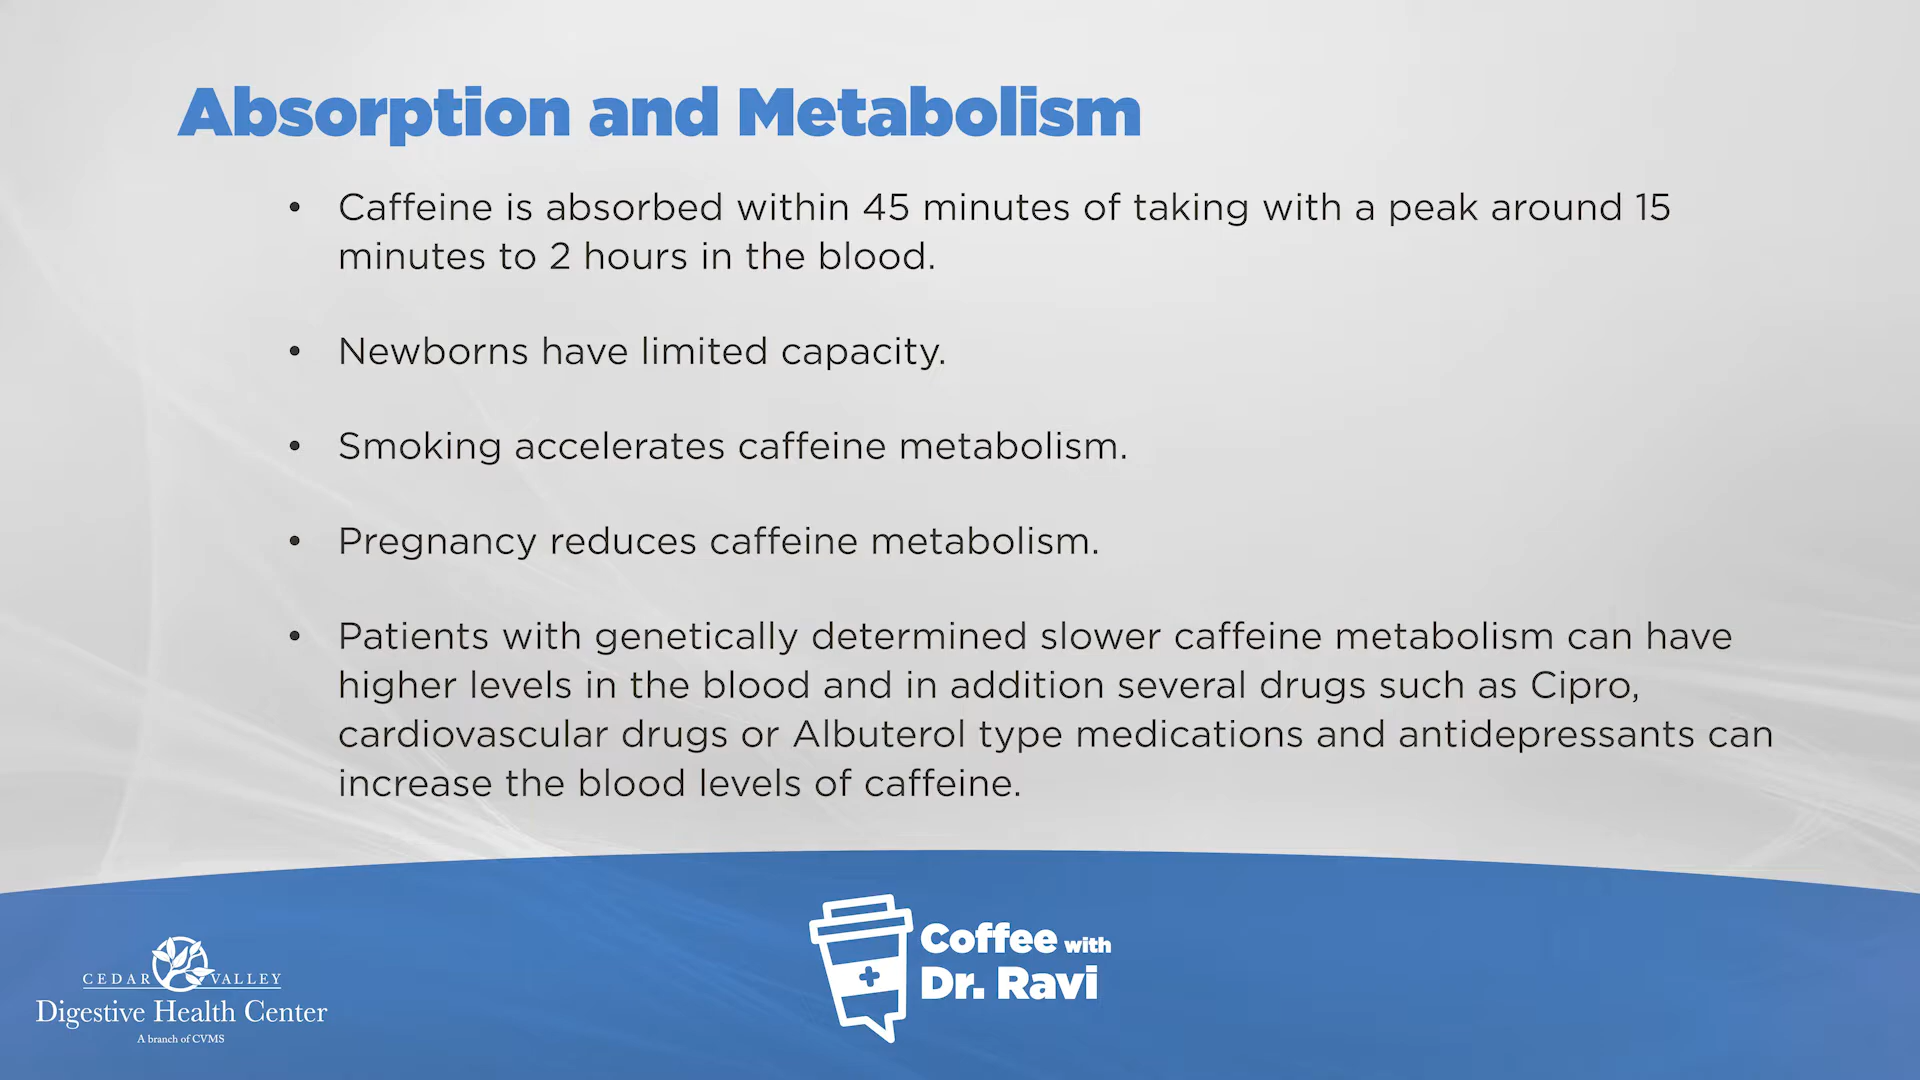 Absorption and Metabolism
• Caffeine is absorbed within 45 minutes of taking with a peak around 15
minutes to 2 hours in the blood.
• Newborns have limited capacity.
• Smoking accelerates caffeine metabolism.
• Pregnancy reduces caffeine metabolism.
• Patients with genetically determined slower caffeine metabolism can have
higher levels in the blood and in addition several drugs such as Cipro,
cardiovascular drugs or Albuterol type medications and antidepressants can
increase the blood levels of caffeine.
CEDAR VALLEY
Digestive Health Center
A branch of CVMS
Coffee with
Dr. Ravi